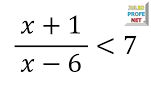 JULIO
PROFE
NET
x + 1
x − 6
< 7